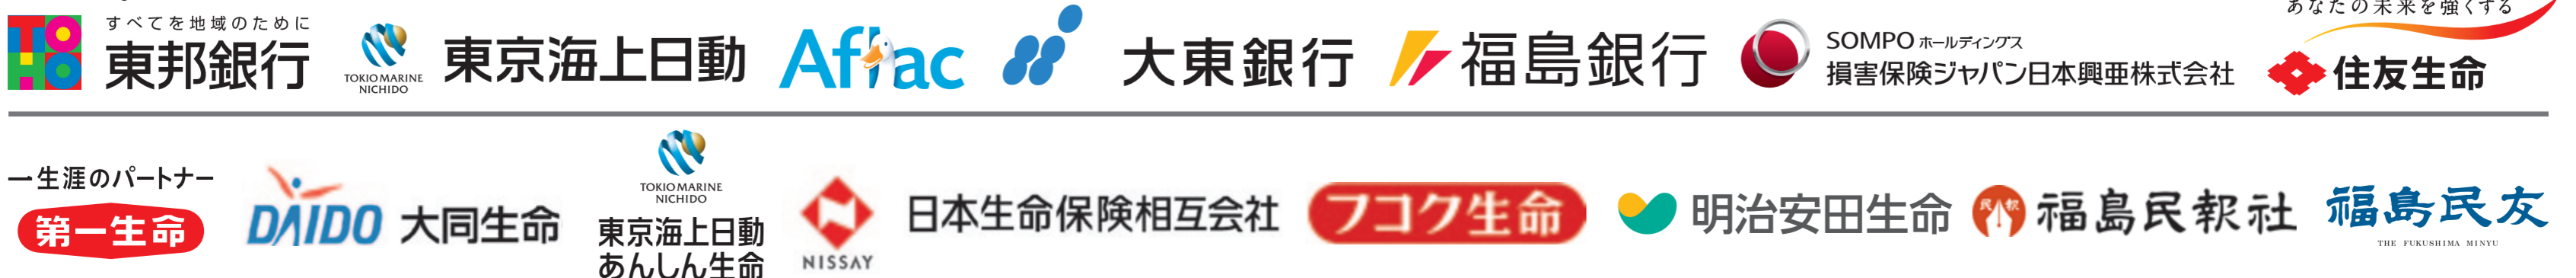 すべてを地域のために
TOHO 東邦銀行
TOKIO MARINE
NICHIDO
東京海上日動
Aflac
大東銀行
福島銀行
SOMPO ホールディングス
損害保険ジャパン日本興亜株式会社
あなたの未来を強くする
住友生命
一生涯のパートナー
第一生命
DAIDO 大同生命
TOKIO MARINE
NICHIDO
東京海上日動
あんしん生命
NISSAY
日本生命保険相互会社
フコク生命
明治安田生命
民報 福島民報社
福島民友
THE FUKUSHIMA MINYU